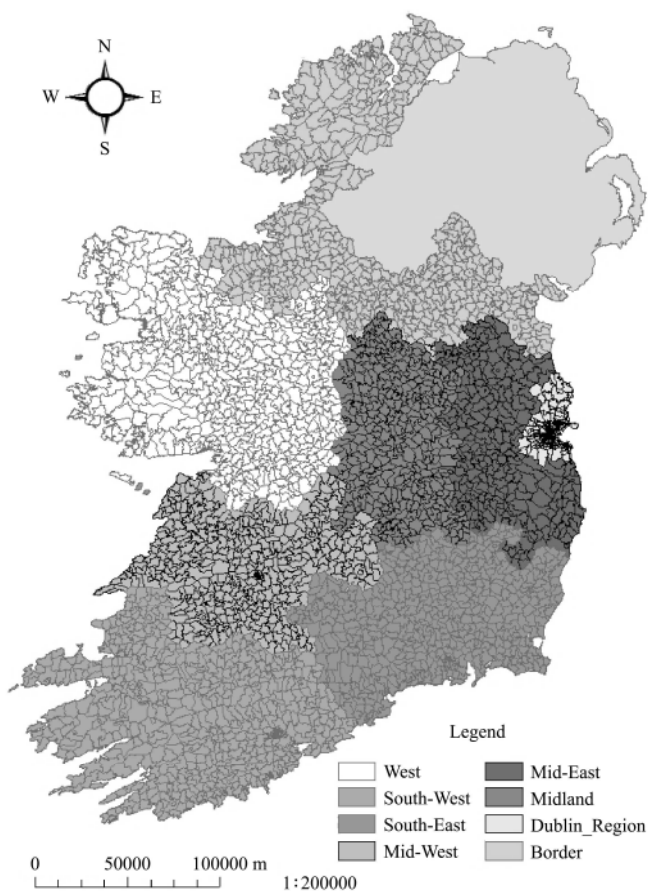 N
W E
S
Legend
West
South-West
South-East
Mid-West
Mid-East
Midland
Dublin_Region
Border
0 50000 100000 m
1:200000